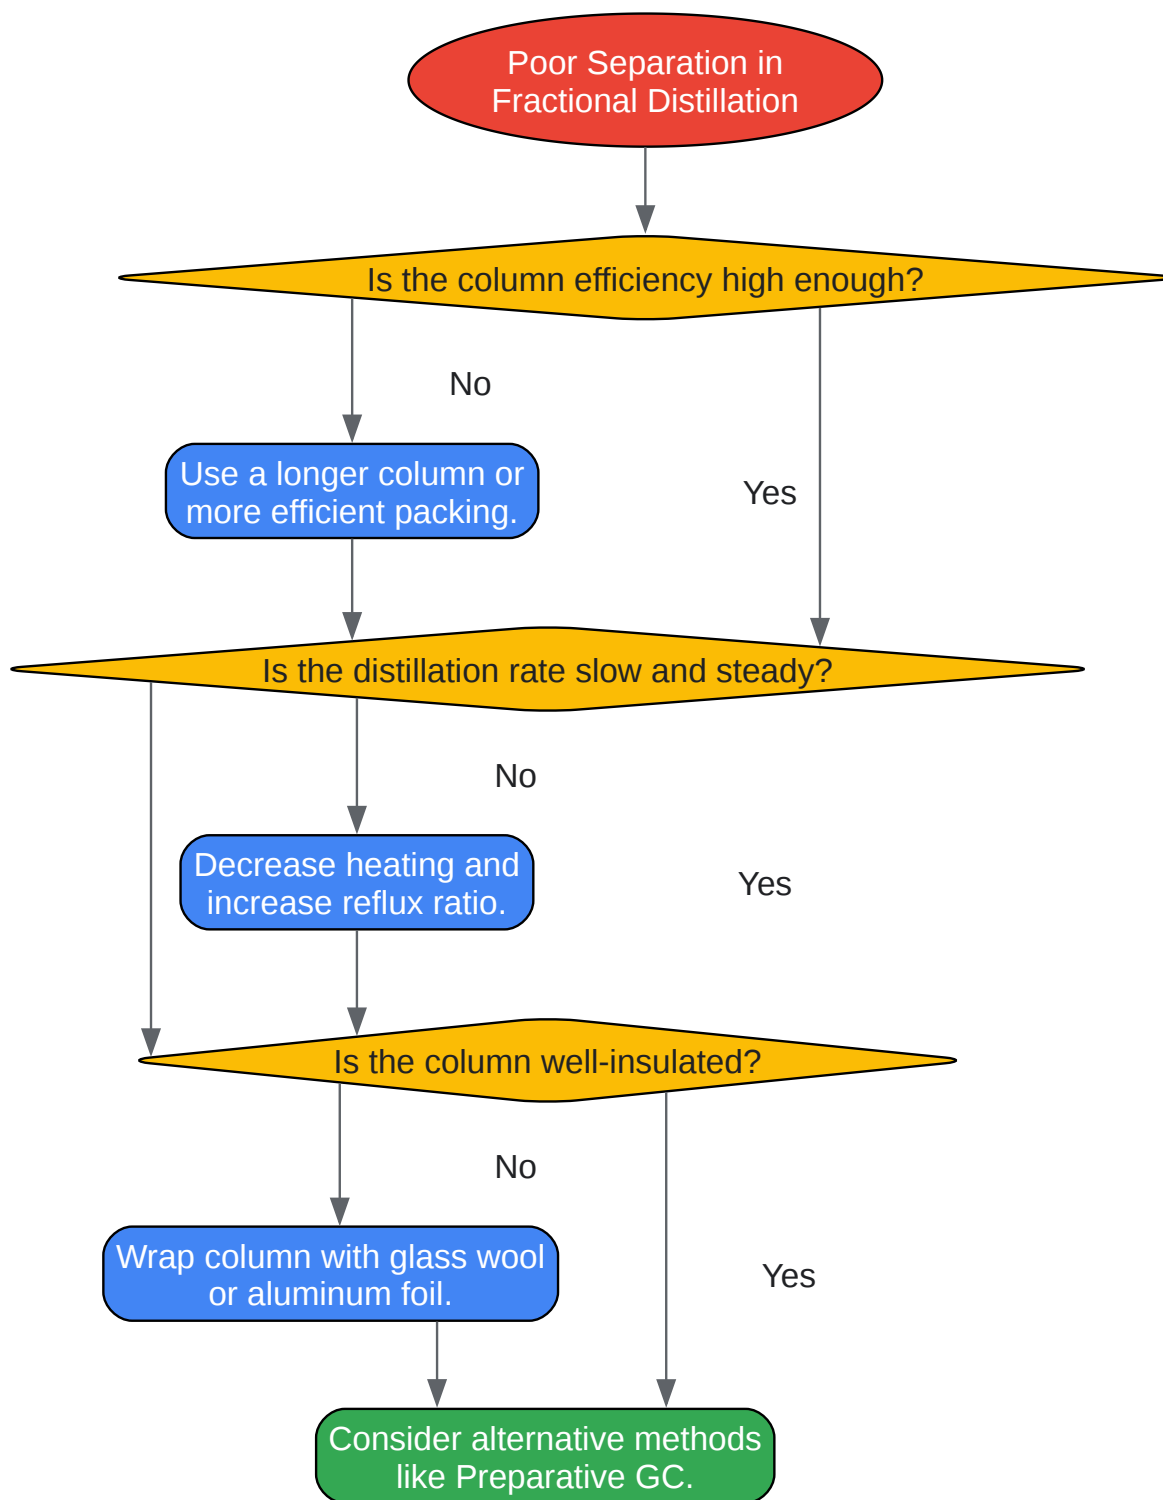 Poor Separation in
Fractional Distillation
Is the column efficiency high enough?
No
Use a longer column or
more efficient packing.
Yes
Is the distillation rate slow and steady?
No
Decrease heating and
increase reflux ratio.
Yes
Is the column well-insulated?
No
Wrap column with glass wool
or aluminum foil.
Yes
Consider alternative methods
like Preparative GC.